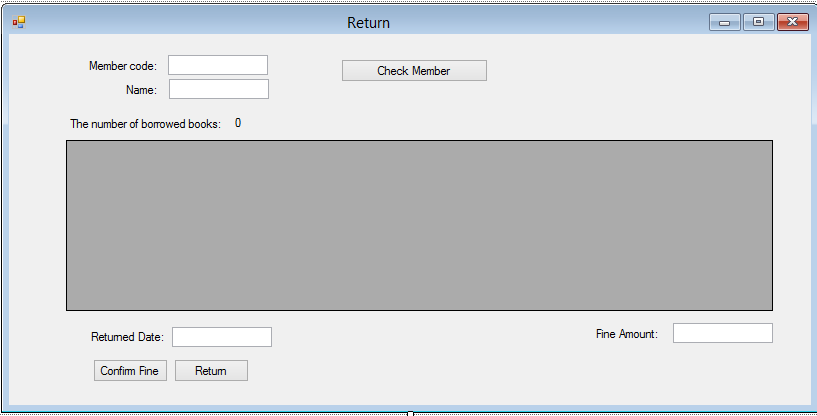 Return
Member code:
Check Member
Name:
The number of borrowed books: 0
Returned Date:
Fine Amount:
Confirm Fine
Return